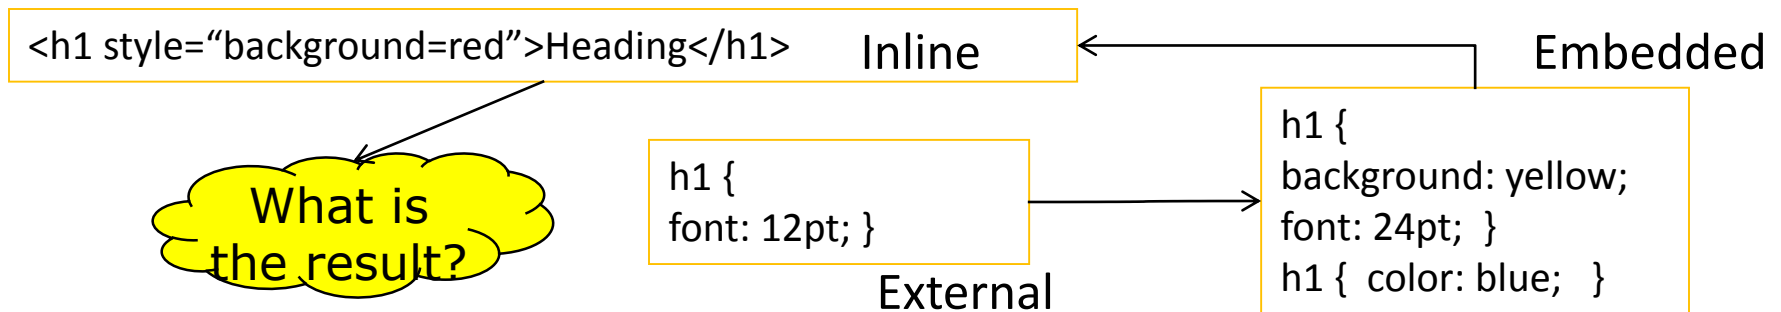 <h1 style=“background=red”>Heading</h1>
Inline
Embedded
What is
the result?
h1 {
font: 12pt; }
External
h1 {
background: yellow;
font: 24pt;  }
h1 {  color: blue;   }